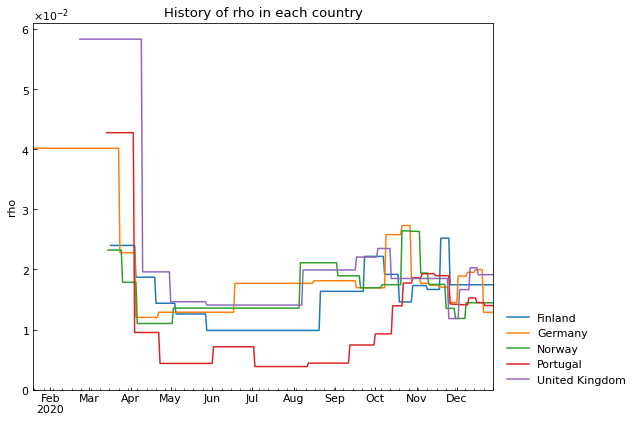 History of rho in each country
×10⁻²
6
5
4
3
2
1
0
rho
Feb Mar Apr May Jun Jul Aug Sep Oct Nov Dec
2020
Finland
Germany
Norway
Portugal
United Kingdom